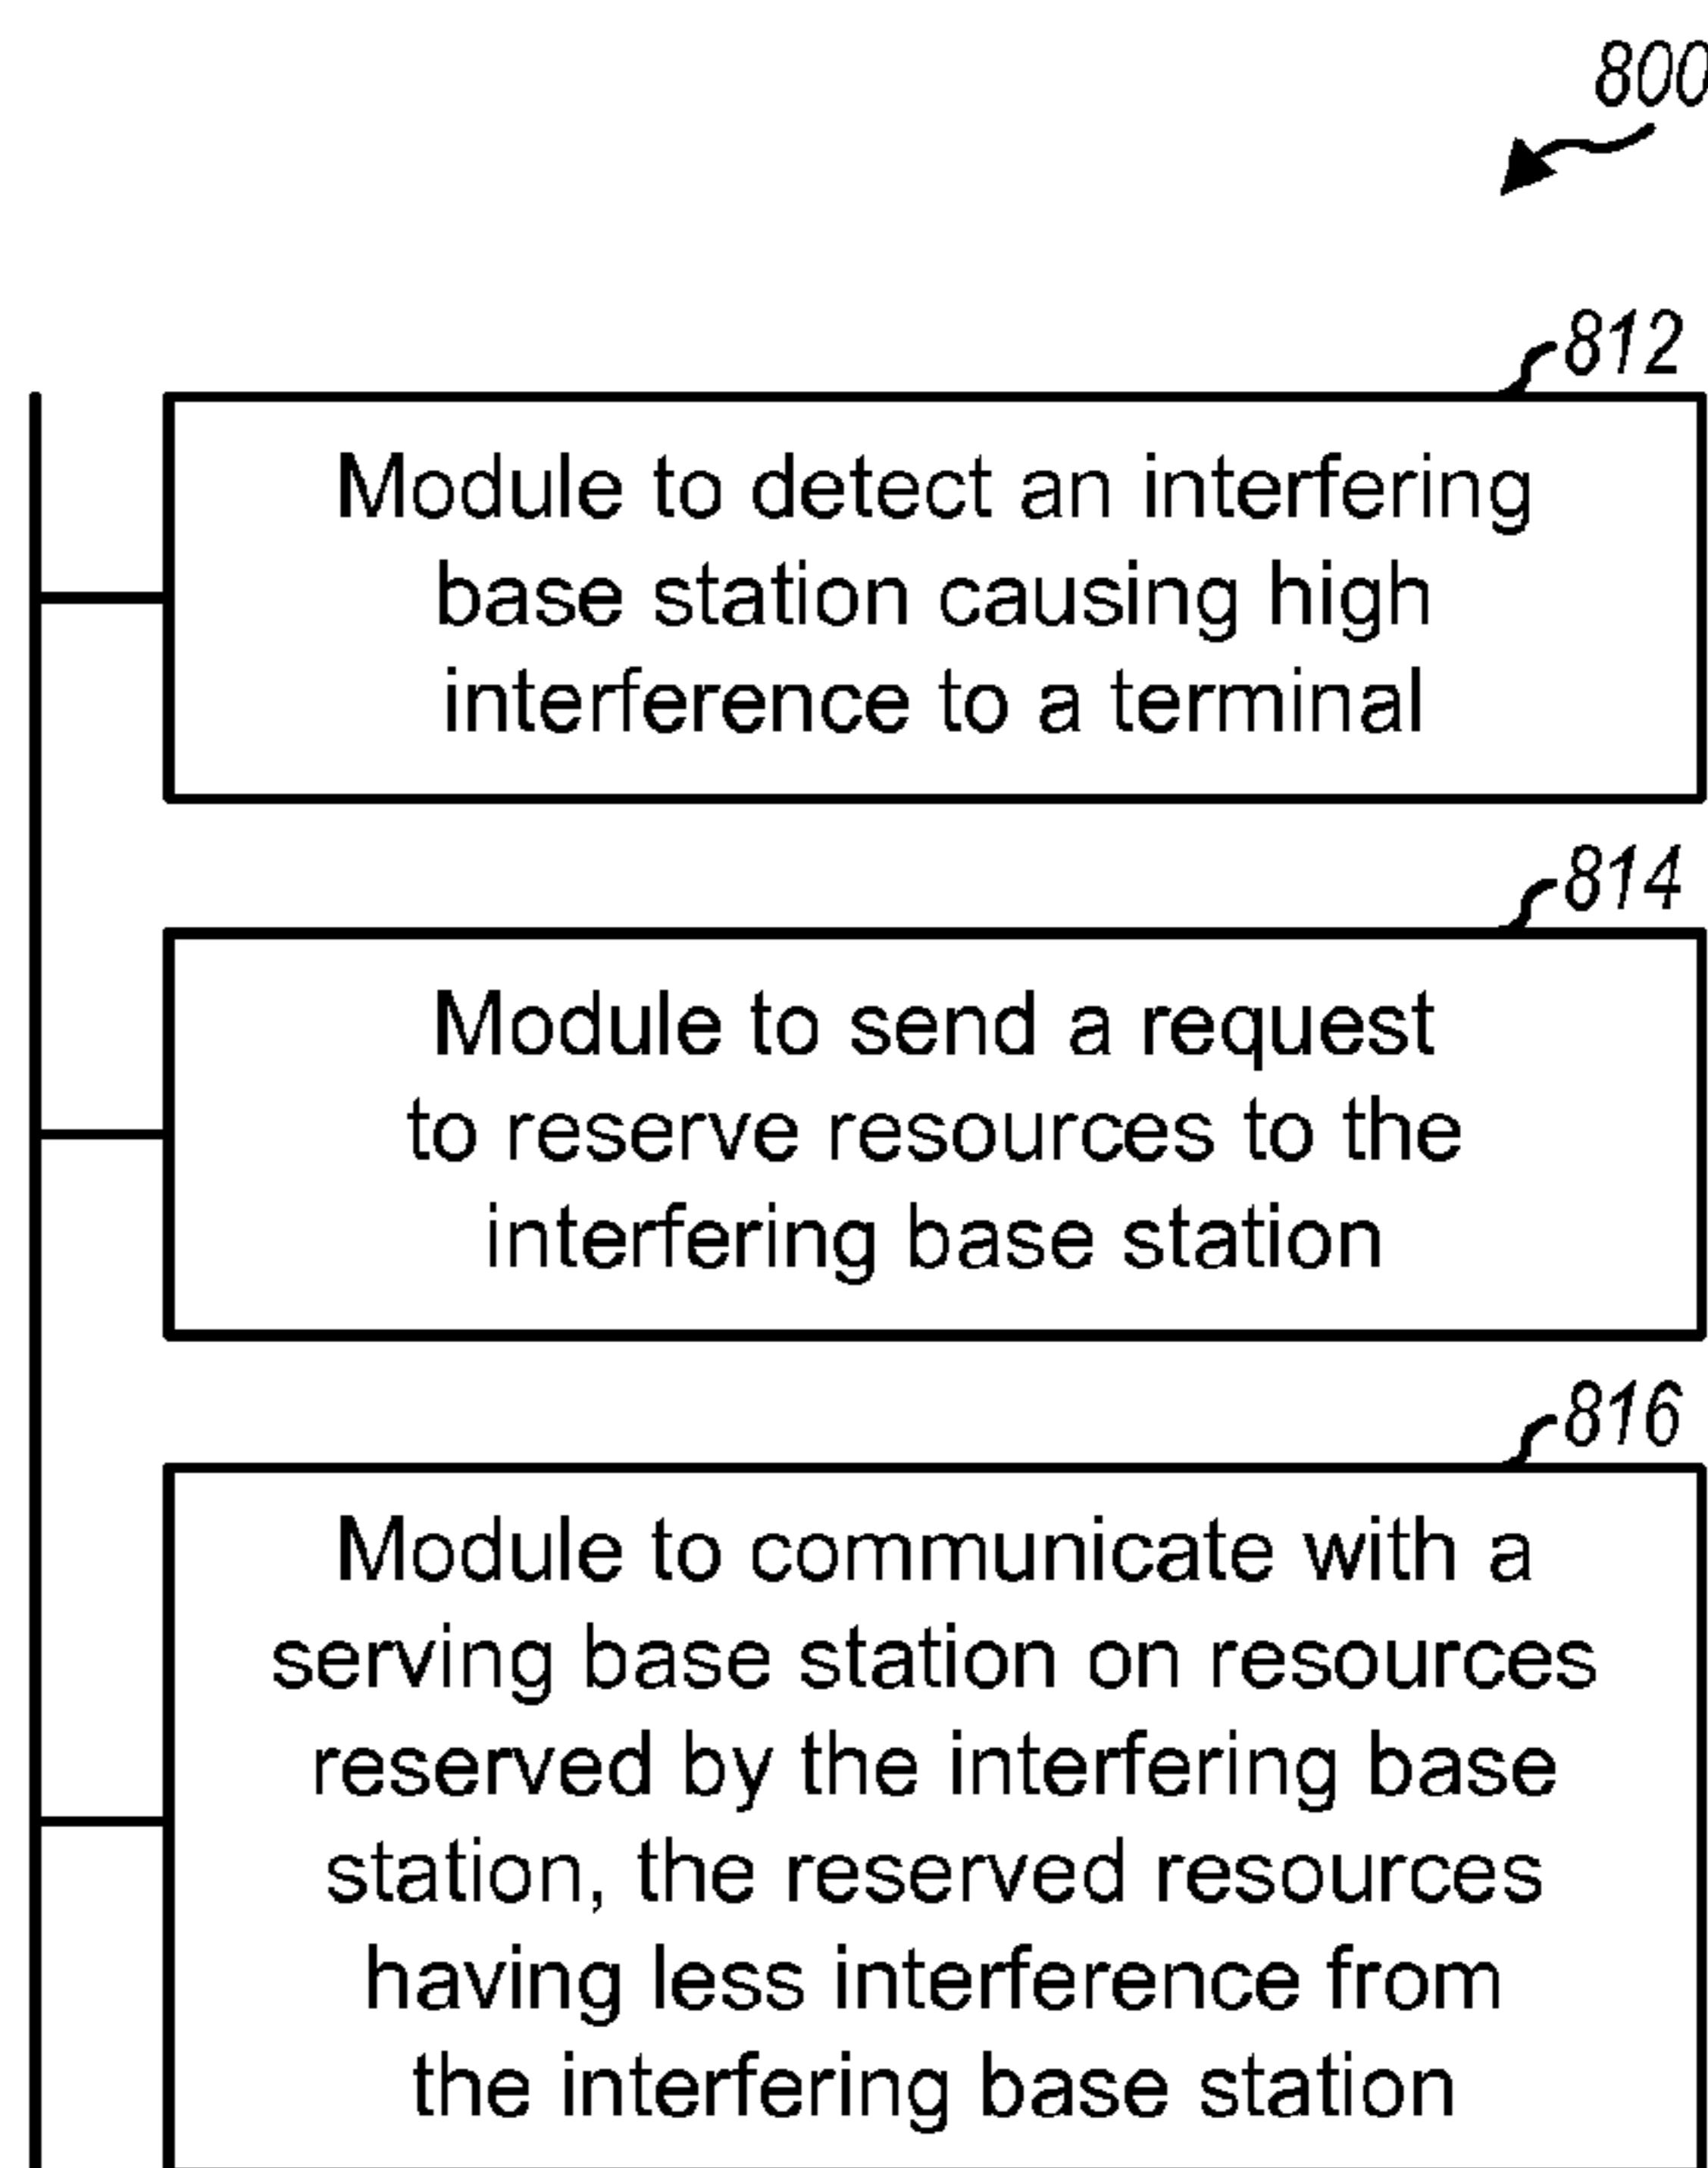 800
812
Module to detect an interfering
base station causing high
interference to a terminal
814
Module to send a request
to reserve resources to the
interfering base station
816
Module to communicate with a
serving base station on resources
reserved by the interfering base
station, the reserved resources
having less interference from
the interfering base station